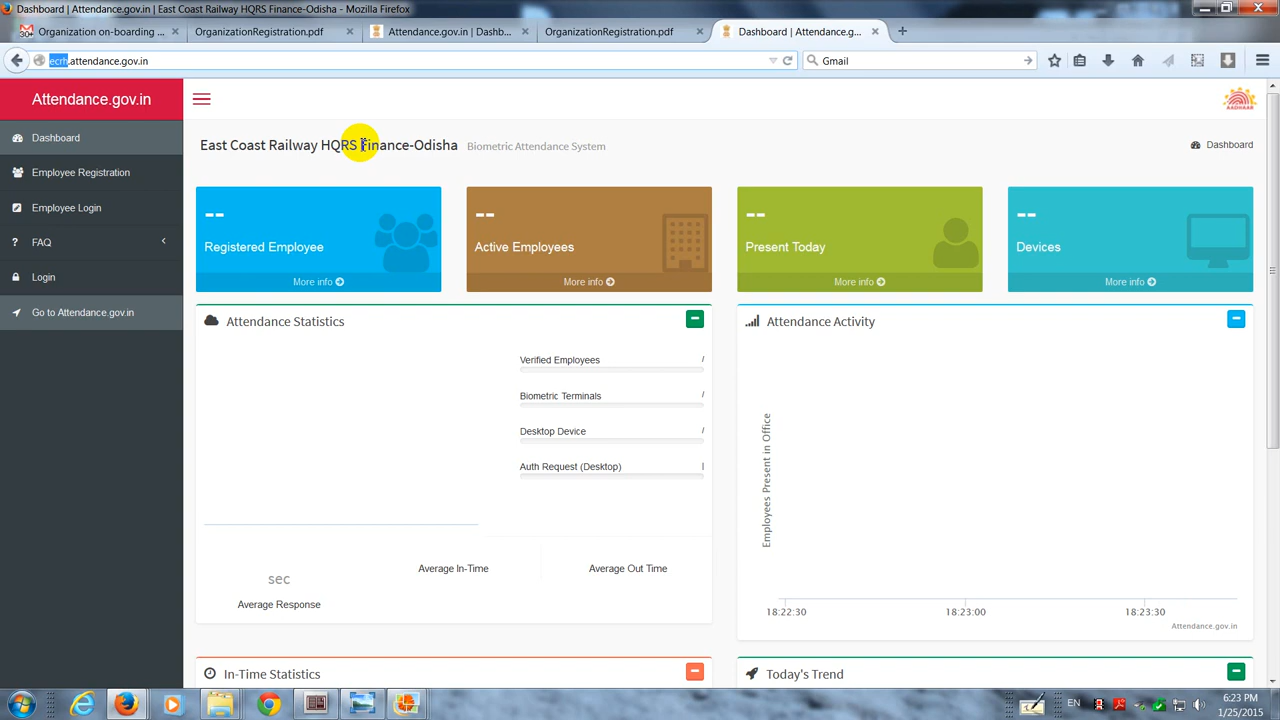 Dashboard | Attendance.gov.in | East Coast Railway HQRS Finance-Odisha - Mozilla Firefox
Organization on-boarding ...
OrganizationRegistration.pdf
Attendance.gov.in | Dashb...
OrganizationRegistration.pdf
Dashboard | Attendance.g...
ecrh.attendance.gov.in
Gmail
Attendance.gov.in
AADHAAR
Dashboard
Employee Registration
Employee Login
FAQ
Login
Go to Attendance.gov.in
East Coast Railway HQRS Finance-Odisha Biometric Attendance System
Dashboard
--
Registered Employee
More info
--
Active Employees
More info
--
Present Today
More info
--
Devices
More info
Attendance Statistics
Verified Employees /
Biometric Terminals /
Desktop Device /
Auth Request (Desktop)
sec
Average Response
Average In-Time
Average Out Time
Attendance Activity
Employees Present in Office
18:22:30
18:23:00
18:23:30
Attendance.gov.in
In-Time Statistics
Today's Trend
EN
6:23 PM
1/25/2015